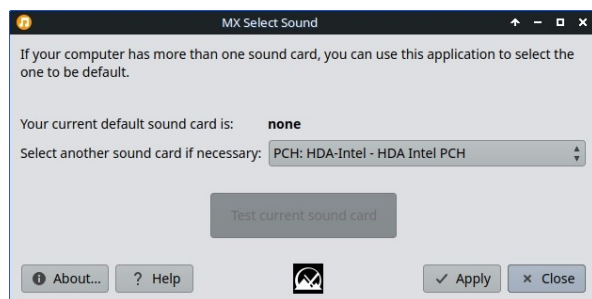 MX Select Sound
If your computer has more than one sound card, you can use this application to select the
one to be default.
Your current default sound card is: none
Select another sound card if necessary: PCH: HDA-Intel - HDA Intel PCH
Test current sound card
About... ? Help Apply Close